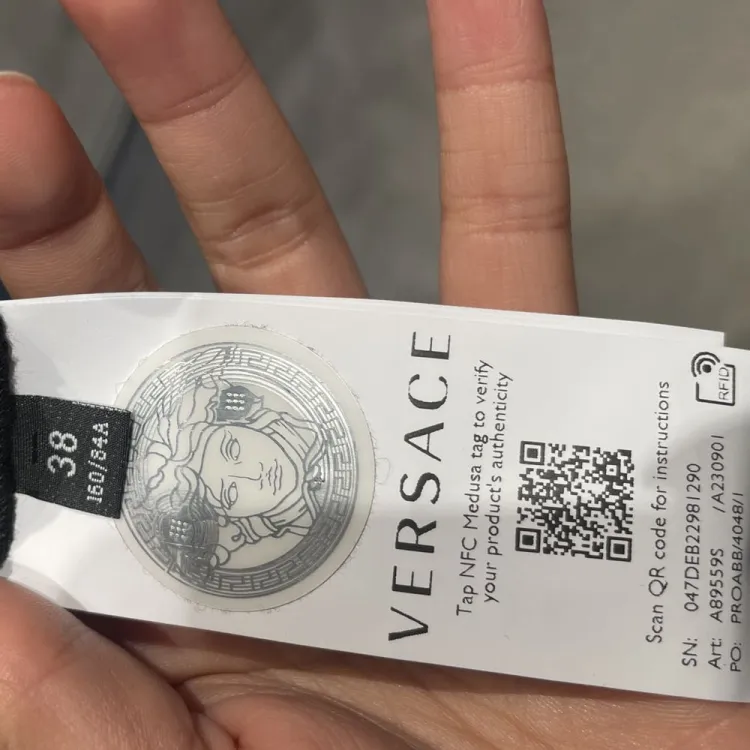 38
160/84A
VERSACE
Tap NFC Medusa tag to verify
your product's authenticity
Scan QR code for instructions
RFID
SN: 047DEB22981290
Art: A89559S /A230901
PO: PROABB/4048/1